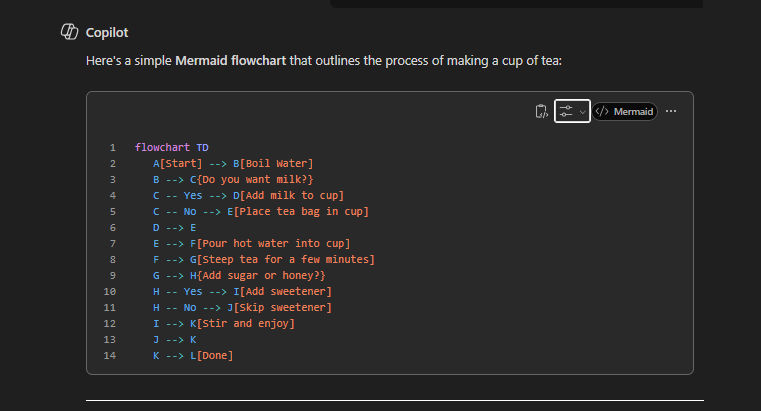 Copilot
Here's a simple Mermaid flowchart that outlines the process of making a cup of tea:
Mermaid
1 flowchart TD
2 A[Start] --> B[Boil Water]
3 B --> C{Do you want milk?}
4 C -- Yes --> D[Add milk to cup]
5 C -- No --> E[Place tea bag in cup]
6 D --> E
7 E --> F[Pour hot water into cup]
8 F --> G[Steep tea for a few minutes]
9 G --> H{Add sugar or honey?}
10 H -- Yes --> I[Add sweetener]
11 H -- No --> J[Skip sweetener]
12 I --> K[Stir and enjoy]
13 J --> K
14 K --> L[Done]